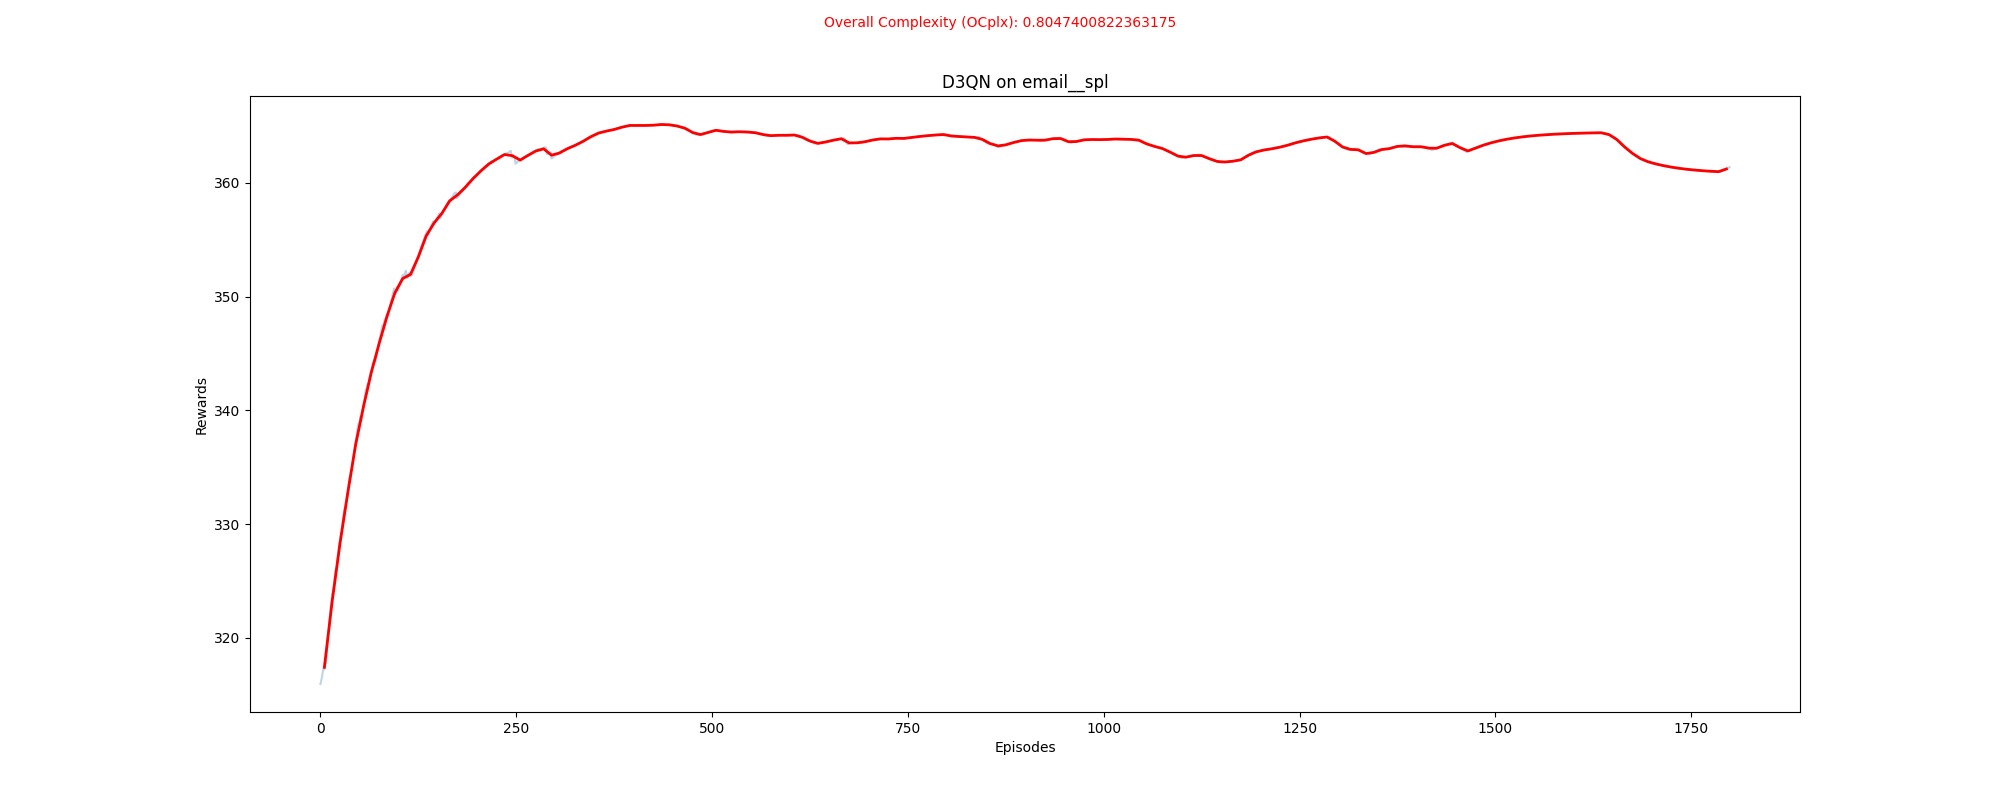 Overall Complexity (OCplx): 0.8047400822363175
D3QN on email__spl
Rewards
360
350
340
330
320
0 250 500 750 1000 1250 1500 1750
Episodes